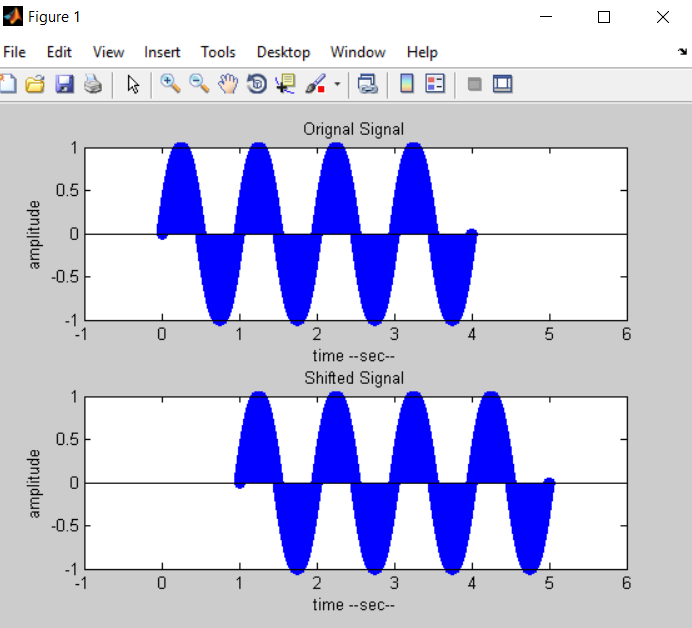 Figure 1
File Edit View Insert Tools Desktop Window Help
Orignal Signal
1
0.5
0
-0.5
-1
amplitude
-1 0 1 2 3 4 5 6
time --sec--
Shifted Signal
1
0.5
0
-0.5
-1
amplitude
-1 0 1 2 3 4 5 6
time --sec--